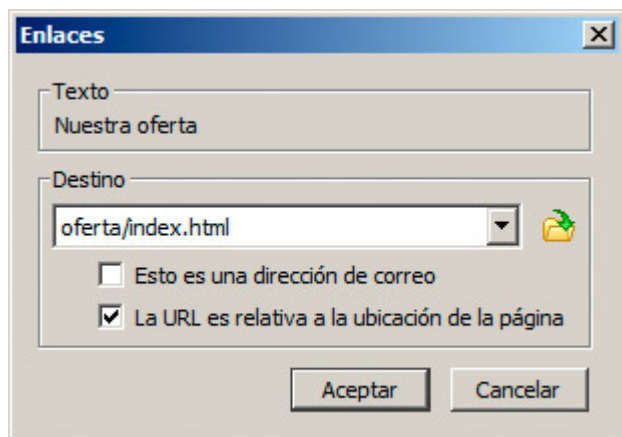 Enlaces
Texto
Nuestra oferta
Destino
oferta/index.html
Esto es una dirección de correo
La URL es relativa a la ubicación de la página
Aceptar
Cancelar